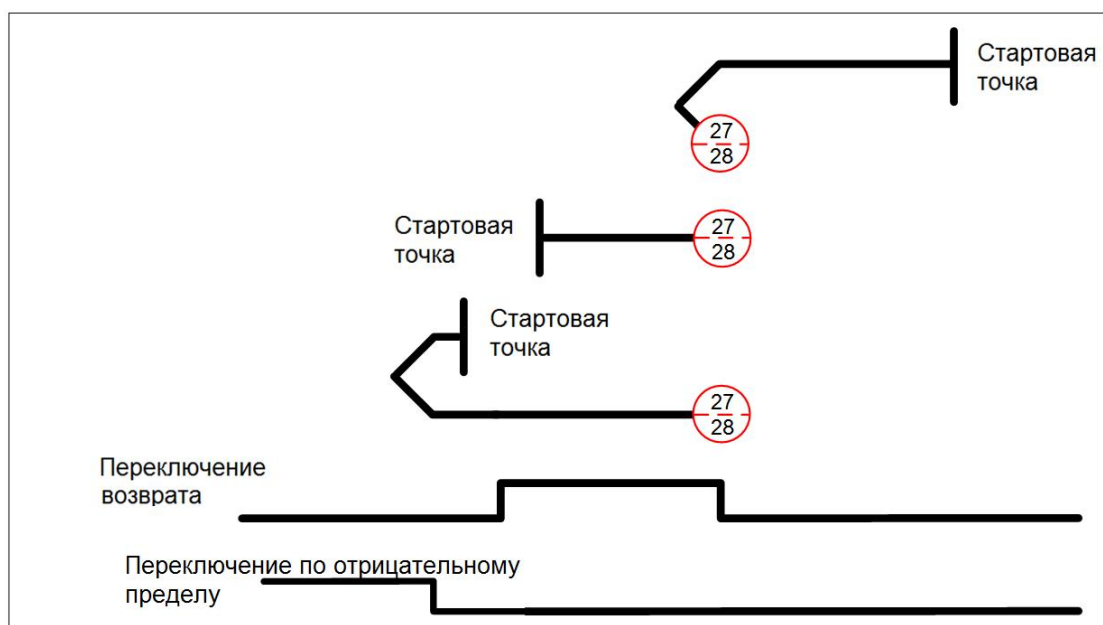 Стартовая
точка
27
28
Стартовая
точка
27
28
Стартовая
точка
27
28
Переключение
возврата
Переключение по отрицательному
пределу